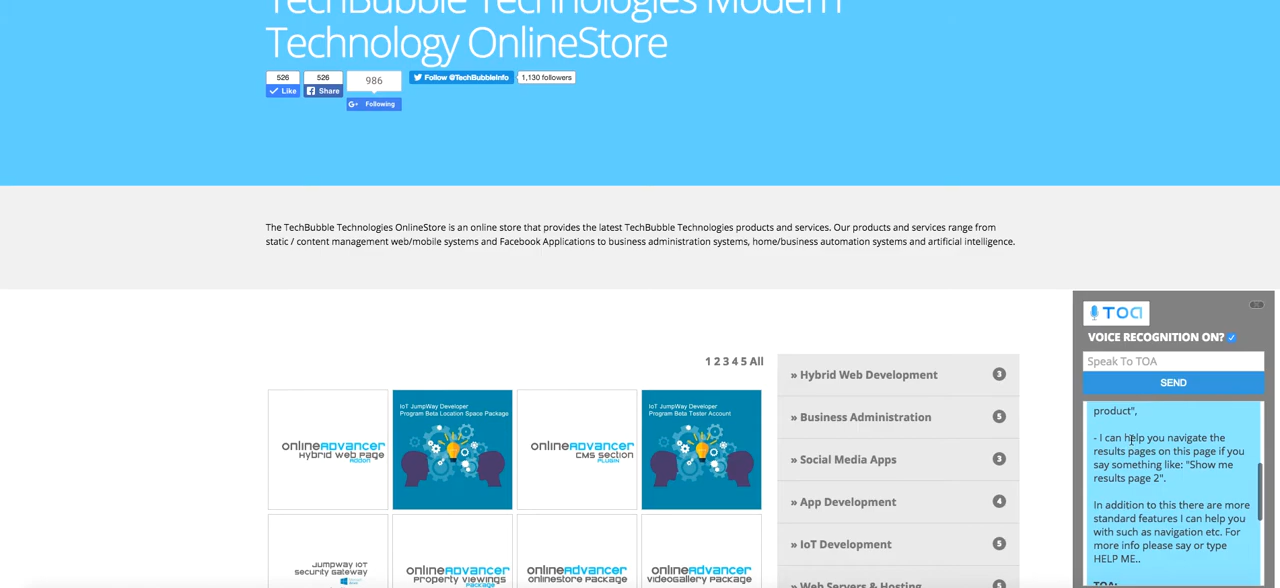 TechBubble Technologies Modern
Technology OnlineStore
526
526
986
Like
Share
G+ Following
Follow @TechBubbleInfo
1,130 followers
The TechBubble Technologies OnlineStore is an online store that provides the latest TechBubble Technologies products and services. Our products and services range from
static / content management web/mobile systems and Facebook Applications to business administration systems, home/business automation systems and artificial intelligence.
1 2 3 4 5 All
onlineADVANCER
Hybrid Web Page
ADDON
IoT JumpWay Developer
Program Beta Location Space Package
onlineADVANCER
CMS Section
PLUGIN
IoT JumpWay Developer
Program Beta Tester Account
JumpWay IoT
Security Gateway
onlineADVANCER
Property Viewings
Package
onlineADVANCER
onlinestore Package
onlineADVANCER
videogallery Package
» Hybrid Web Development 3
» Business Administration 5
» Social Media Apps 3
» App Development 4
» IoT Development 5
» Web Servers & Hosting 5
TOA
VOICE RECOGNITION ON?
Speak To TOA
SEND
product",
- I can help you navigate the
results pages on this page if you
say something like: "Show me
results page 2".
In addition to this there are more
standard features I can help you
with such as navigation etc. For
more info please say or type
HELP ME..
TOA: